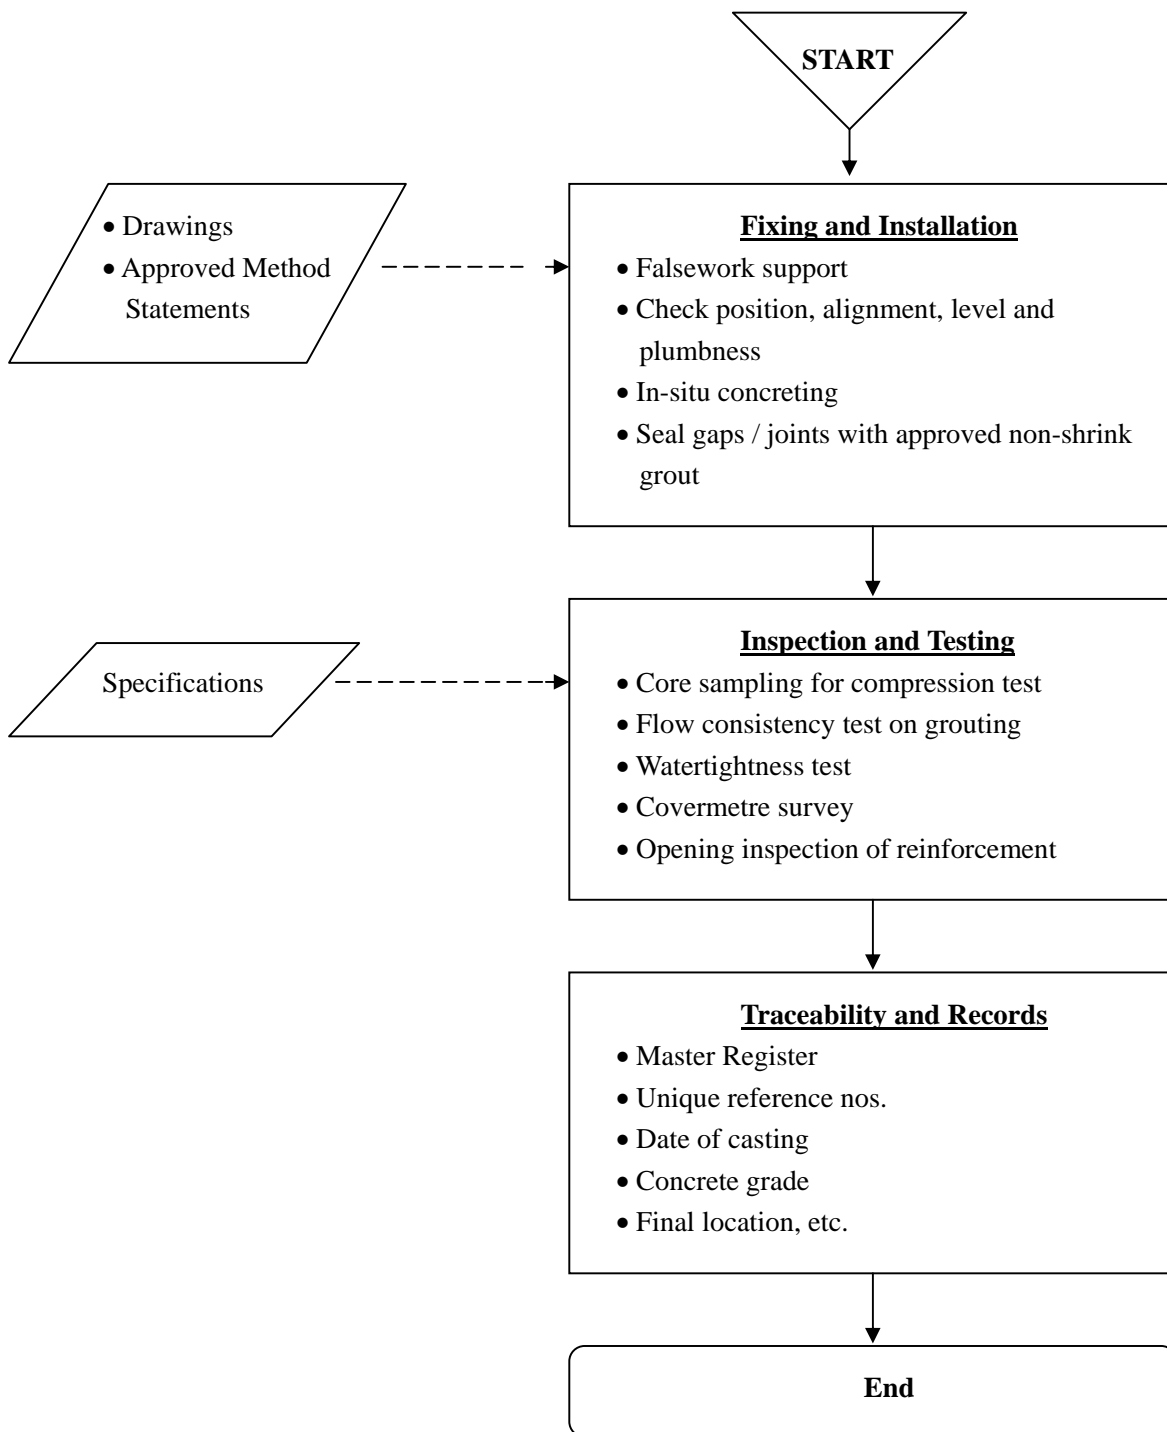 START
• Drawings
• Approved Method
Statements
Fixing and Installation
• Falsework support
• Check position, alignment, level and
plumbness
• In-situ concreting
• Seal gaps / joints with approved non-shrink
grout
Specifications
Inspection and Testing
• Core sampling for compression test
• Flow consistency test on grouting
• Watertightness test
• Covermetre survey
• Opening inspection of reinforcement
Traceability and Records
• Master Register
• Unique reference nos.
• Date of casting
• Concrete grade
• Final location, etc.
End